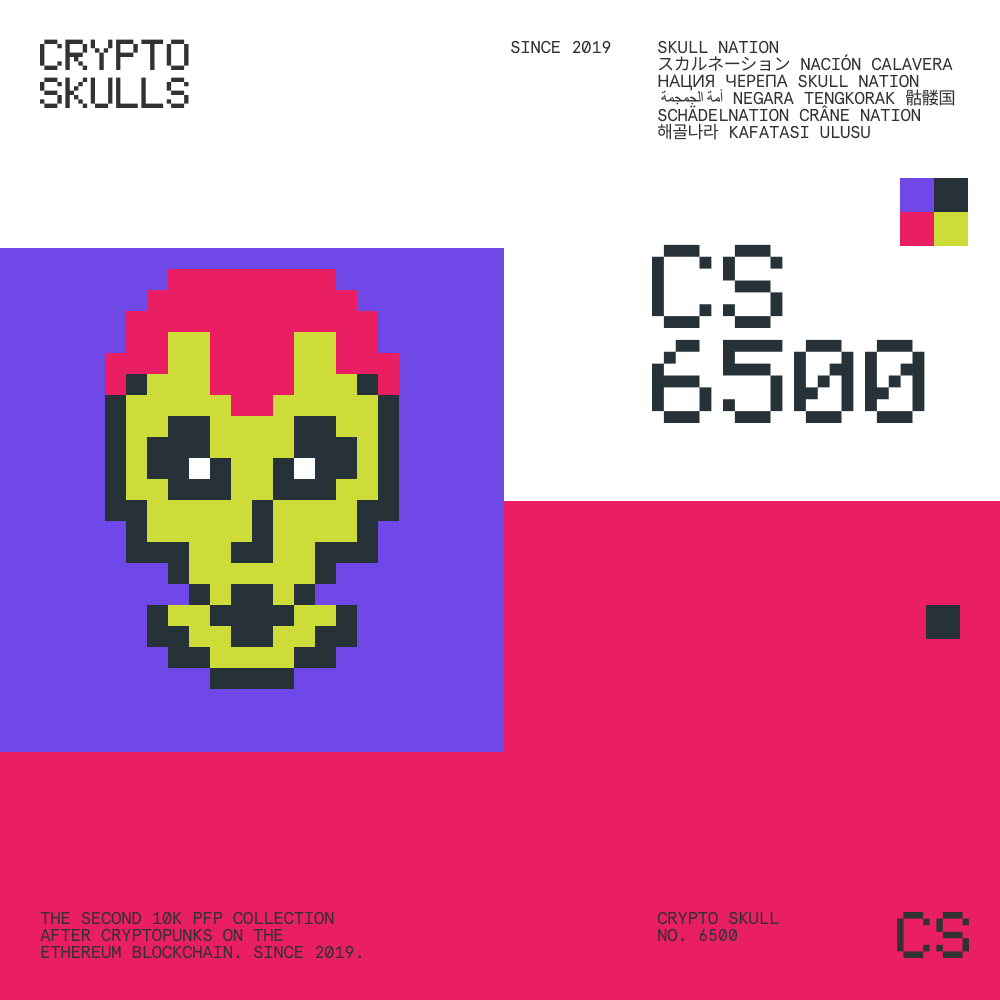 CRYPTO
SKULLS
SINCE 2019
SKULL NATION
スカルネーション NACIÓN CALAVERA
НАЦИЯ ЧЕРЕПА SKULL NATION
أمة الجمجمة NEGARA TENGKORAK 骷髅国
SCHÄDELNATION CRÂNE NATION
해골나라 KAFATASI ULUSU
CS
6500
THE SECOND 10K PFP COLLECTION
AFTER CRYPTOPUNKS ON THE
ETHEREUM BLOCKCHAIN. SINCE 2019.
CRYPTO SKULL
NO. 6500
CS